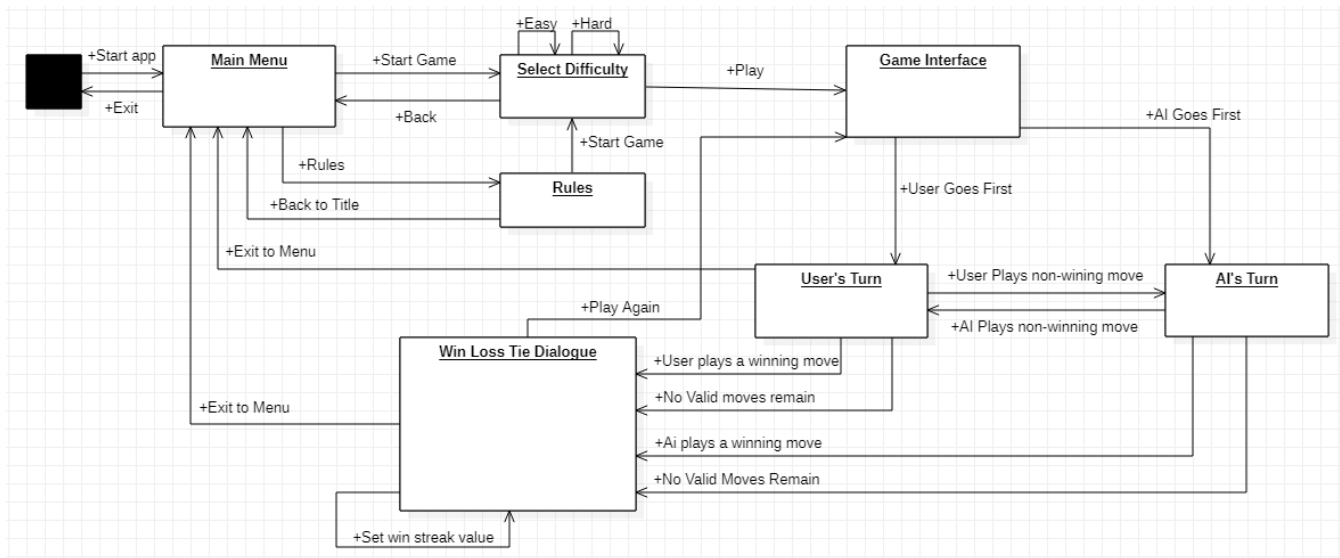 +Easy
+Hard
+Start app
Main Menu
+Start Game
Select Difficulty
+Play
Game Interface
+Exit
+Back
+AI Goes First
+Start Game
+Rules
Rules
+User Goes First
+Back to Title
+Exit to Menu
User's Turn
+User Plays non-wining move
AI's Turn
+Play Again
+AI Plays non-winning move
Win Loss Tie Dialogue
+User plays a winning move
+No Valid moves remain
+Exit to Menu
+Ai plays a winning move
+No Valid Moves Remain
+Set win streak value